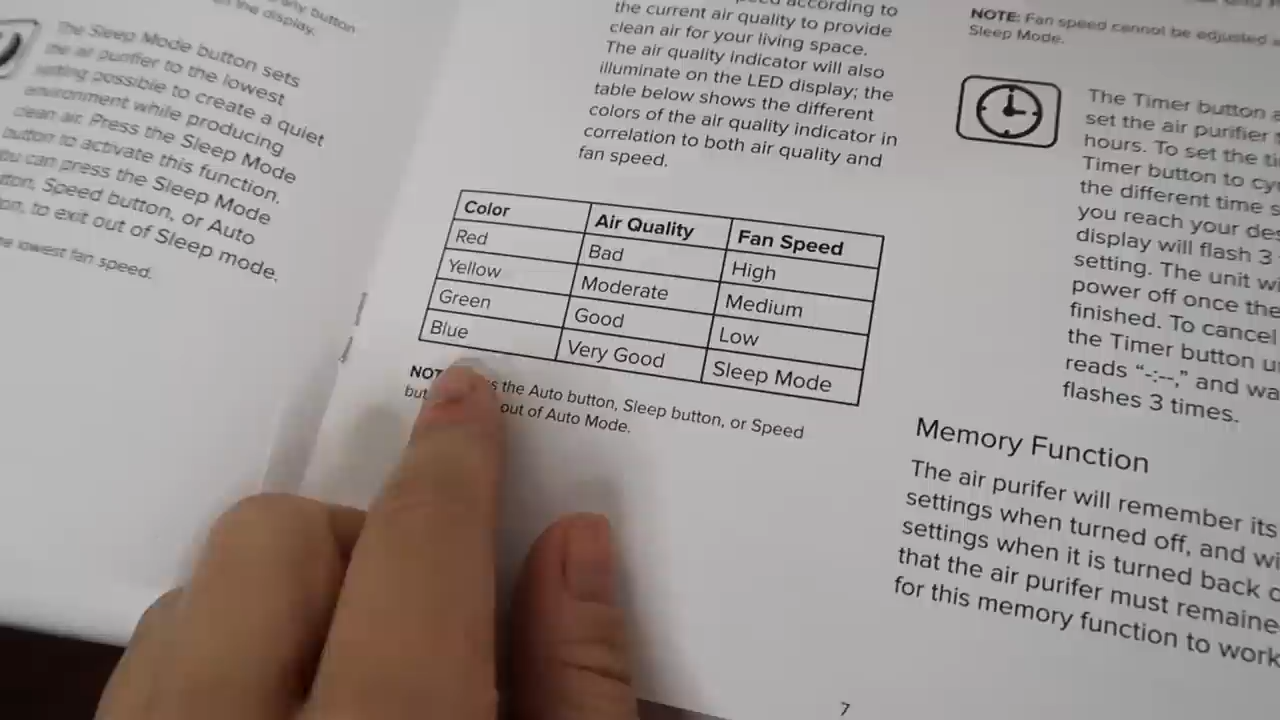 any button
the display.
The Sleep Mode button sets
the air purifier to the lowest
setting possible to create a quiet
environment while producing
clean air. Press the Sleep Mode
button to activate this function.
can press the Sleep Mode
Speed button, or Auto
to exit out of Sleep mode.
lowest fan speed.
according to
the current air quality to provide
clean air for your living space.
The air quality indicator will also
illuminate on the LED display; the
table below shows the different
colors of the air quality indicator in
correlation to both air quality and
fan speed.
Color Air Quality Fan Speed
Red Bad High
Yellow Moderate Medium
Green Good Low
Blue Very Good Sleep Mode
the Auto button, Sleep button, or Speed
out of Auto Mode.
NOTE: Fan speed cannot be adjusted
Sleep Mode.
The Timer button
set the air purifier
hours. To set the
Timer button to
the different time
you reach your
display will flash 3
setting. The unit
power off once the
finished. To cancel
the Timer button
reads “-:--,” and
flashes 3 times.
Memory Function
The air purifer will remember its
settings when turned off, and
settings when it is turned back
that the air purifer must
for this memory function to work
7